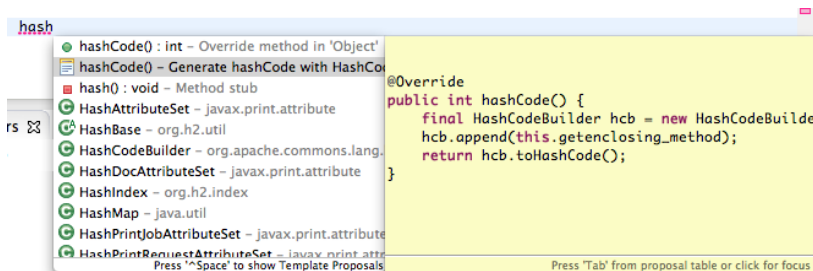 hash
hashCode() : int – Override method in 'Object'
hashCode() – Generate hashCode with
hash() : void – Method stub
HashAttributeSet – javax.print.attribute
HashBase – org.h2.util
HashCodeBuilder – org.apache.commons.lang.
HashDocAttributeSet – javax.print.attribute
HashIndex – org.h2.index
HashMap – java.util
HashPrintJobAttributeSet – javax.print.attribute
HashPrintRequestAttributeSet – javax.print
Press '^Space' to show Template Proposals
@Override
public int hashCode() {
final HashCodeBuilder hcb = new
hcb.append(this.getenclosing_method);
return hcb.toHashCode();
}
Press 'Tab' from proposal table or click for focus